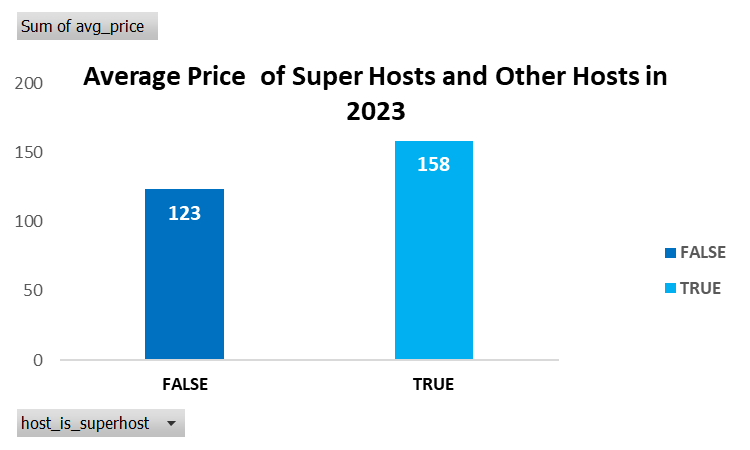 Sum of avg_price
Average Price  of Super Hosts and Other Hosts in
2023
200
150
100
50
0
123
158
FALSE
TRUE
FALSE
TRUE
host_is_superhost